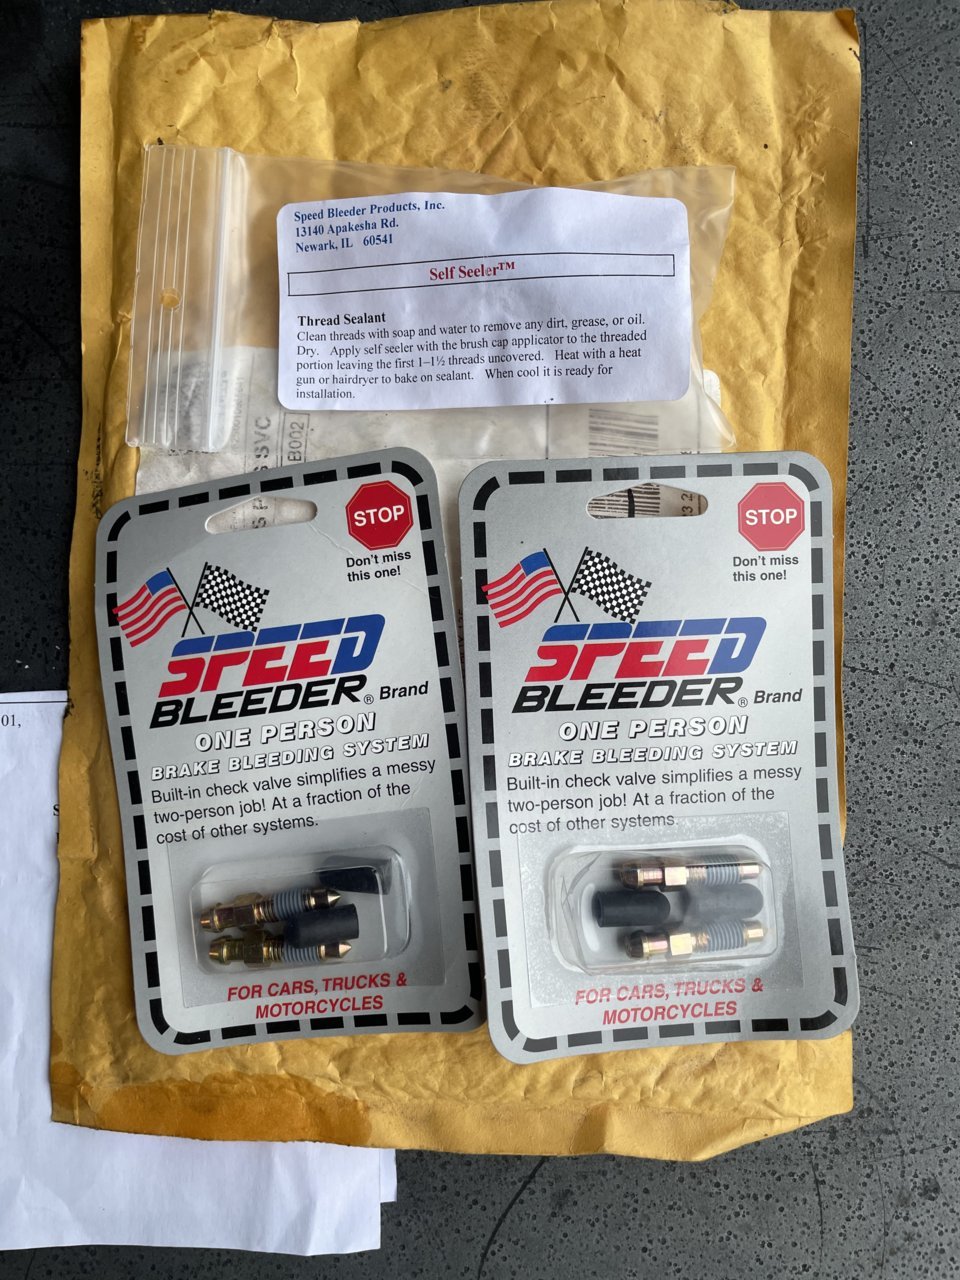 Speed Bleeder Products, Inc.
13140 Apakesha Rd.
Newark, IL 60541
Self Seeler™
Thread Sealant
Clean threads with soap and water to remove any dirt, grease, or oil.
Dry. Apply self seeler with the brush cap applicator to the threaded
portion leaving the first 1–1½ threads uncovered. Heat with a heat
gun or hairdryer to bake on sealant. When cool it is ready for
installation.
SVC
B002
01,
STOP
Don't miss
this one!
SPEED
BLEEDER® Brand
ONE PERSON
BRAKE BLEEDING SYSTEM
Built-in check valve simplifies a messy
two-person job! At a fraction of the
cost of other systems.
FOR CARS, TRUCKS &
MOTORCYCLES
STOP
Don't miss
this one!
SPEED
BLEEDER® Brand
ONE PERSON
BRAKE BLEEDING SYSTEM
Built-in check valve simplifies a messy
two-person job! At a fraction of the
cost of other systems.
FOR CARS, TRUCKS &
MOTORCYCLES